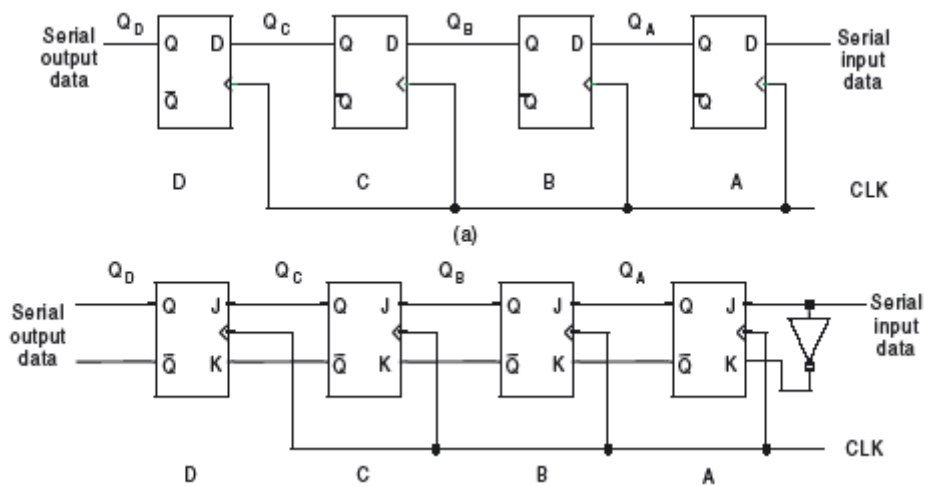 Q_D Q_C Q_B Q_A
Serial output data Q D Q D Q D Q D Serial input data
Q̅ Q̅ Q̅ Q̅
D C B A CLK
(a)
Q_D Q_C Q_B Q_A
Serial output data Q J Q J Q J Q J Serial input data
Q̅ K Q̅ K Q̅ K Q̅ K
CLK
D C B A